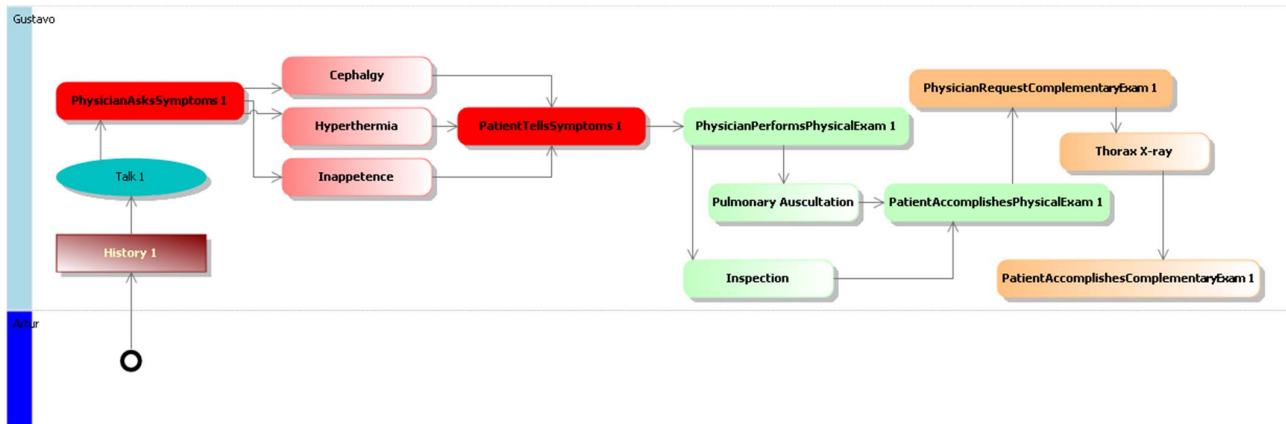 Gustavo
Cephalgy
PhysicianAsksSymptoms 1
PhysicianRequestComplementaryExam 1
Hyperthermia
PatientTellsSymptoms 1
PhysicianPerformsPhysicalExam 1
Thorax X-ray
Talk 1
Inappetence
Pulmonary Auscultation
PatientAccomplishesPhysicalExam 1
History 1
Inspection
PatientAccomplishesComplementaryExam 1
Artur